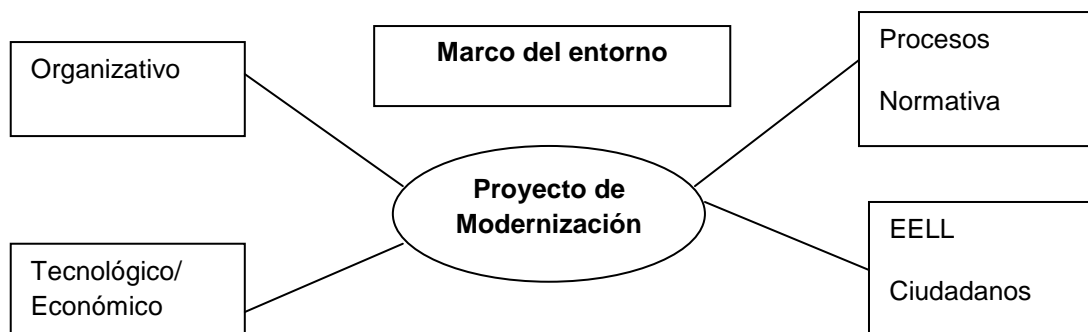 Organizativo
Marco del entorno
Procesos
Normativa
Proyecto de
Modernización
Tecnológico/
Económico
EELL
Ciudadanos